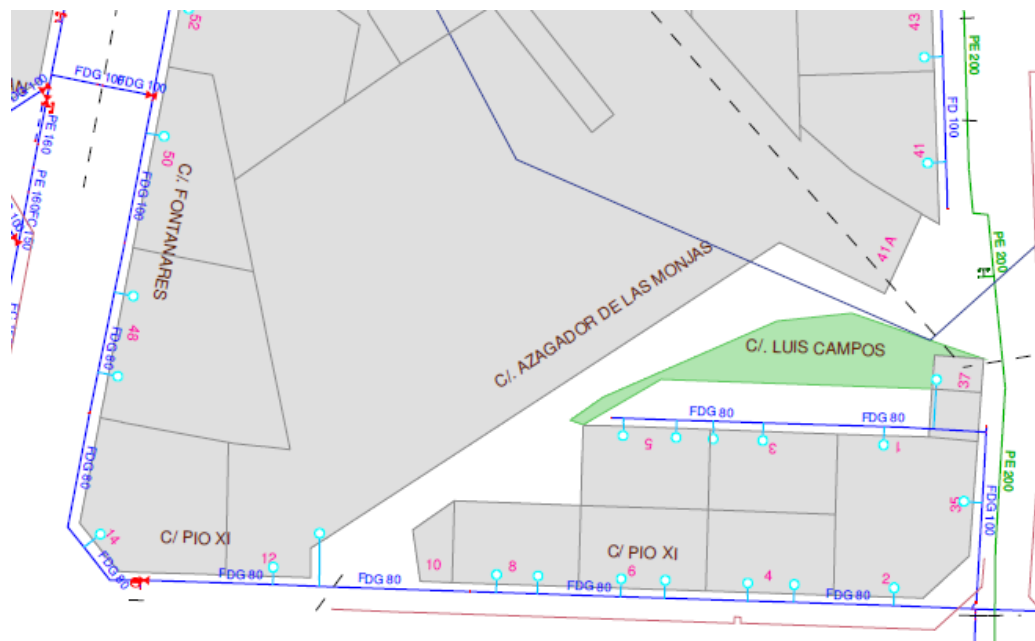 52
43
PE 200
FDG 100
FDG 100
PE 160
50
FD 100
41
C/. FONTANARES
FDG 100
PE 160
FC 150
41A
PE 200
C/. AZAGADOR DE LAS MONJAS
48
FDG 80
C/. LUIS CAMPOS
37
FDG 80
FDG 80
5
3
1
FDG 80
PE 200
35
FDG 100
14
C/ PIO XI
12
C/ PIO XI
10
8
6
4
2
FDG 80
FDG 80
FDG 80
FDG 80
FDG 80